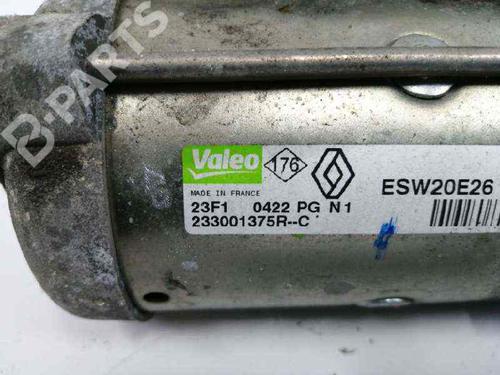 B-PARTS
Valeo 176 ESW20E26
MADE IN FRANCE
23F1 0422 PG N1
233001375R--C